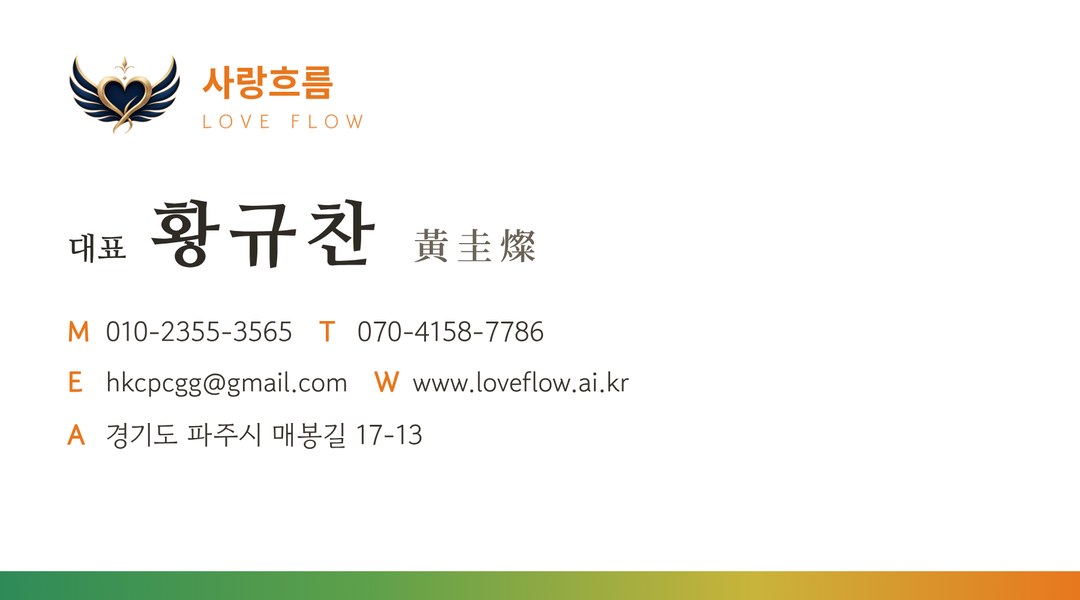 사랑흐름
LOVE FLOW
대표 황규찬 黃圭燦
M 010-2355-3565 T 070-4158-7786
E hkcpcgg@gmail.com W www.loveflow.ai.kr
A 경기도 파주시 매봉길 17-13